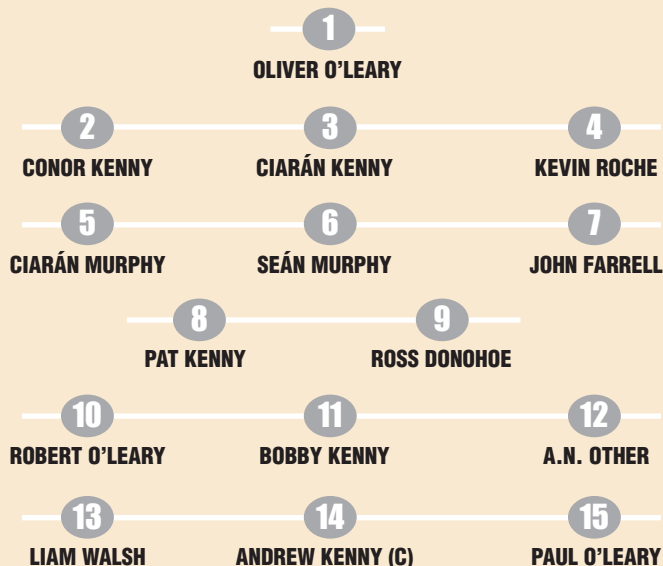 1
OLIVER O'LEARY
2 3 4
CONOR KENNY CIARÁN KENNY KEVIN ROCHE
5 6 7
CIARÁN MURPHY SEÁN MURPHY JOHN FARRELL
8 9
PAT KENNY ROSS DONOHOE
10 11 12
ROBERT O'LEARY BOBBY KENNY A.N. OTHER
13 14 15
LIAM WALSH ANDREW KENNY (C) PAUL O'LEARY